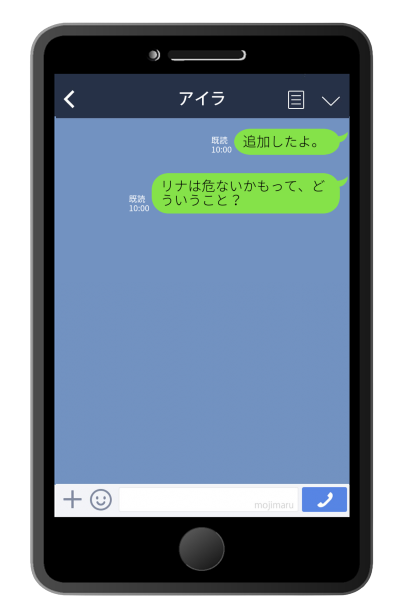 アイラ
追加したよ。
既読
10:00
リナは危ないかもって、ど
ういうこと？
既読
10:00
mojimaru